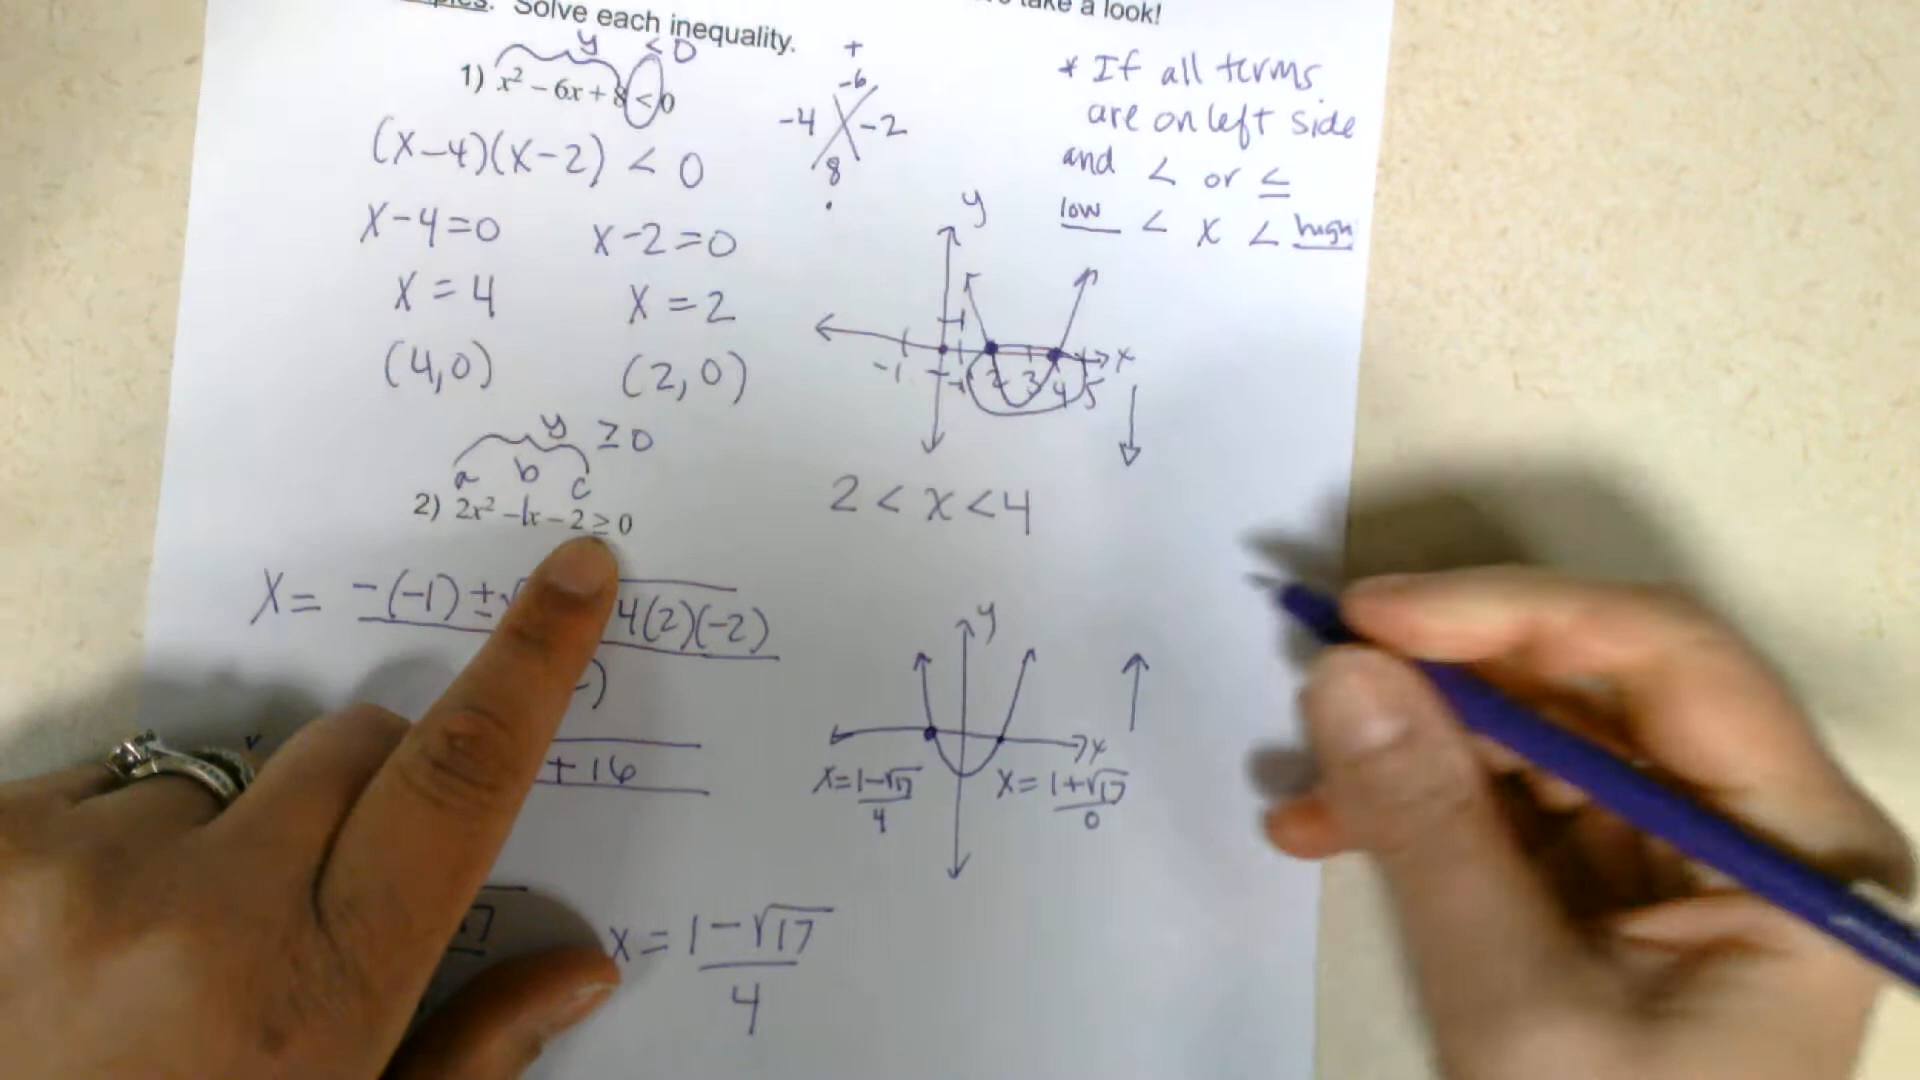 Solve each inequality.
take a look!
y < 0
1) x² − 6x + 8 < 0
(x−4)(x−2) < 0
x−4=0 x−2=0
x = 4 x = 2
(4,0) (2,0)
+
-6
-4 -2
8
.
* If all terms
are on left side
and < or ≤
low < x < high
y
x
-1 2 3 4 5
2 < x < 4
y ≥ 0
a b c
2) 2x² − 1x − 2 ≥ 0
X = −(−1) ± √ 4(2)(−2)
)
+ 16
17
x = 1 − √17
4
y
x
x = 1−√17
4
x = 1+√17
0